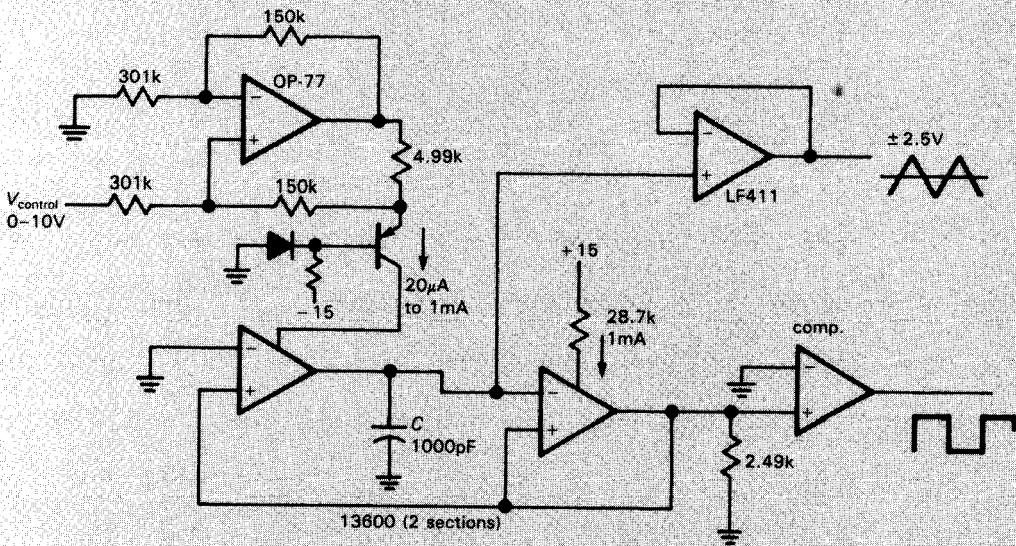 150k
301k
OP-77
−
+
4.99k
301k
150k
V control
0–10V
−15
20μA
to 1mA
−
+
LF411
±2.5V
+15
28.7k
1mA
−
+
C
1000pF
−
+
comp.
−
+
2.49k
13600 (2 sections)